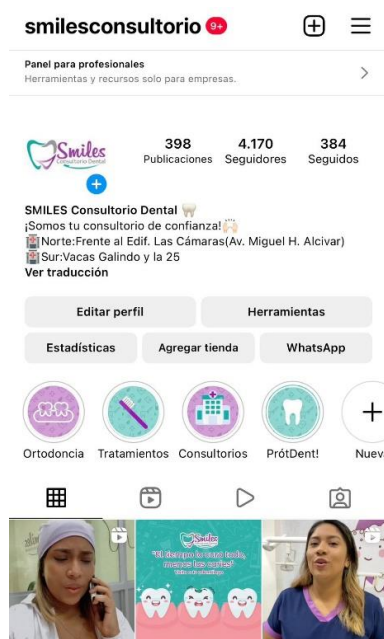 smilesconsultorio 9+
Panel para profesionales
Herramientas y recursos solo para empresas.
Smiles
Consultorio Dental
398 4.170 384
Publicaciones Seguidores Seguidos
SMILES Consultorio Dental
¡Somos tu consultorio de confianza!
Norte:Frente al Edif. Las Cámaras(Av. Miguel H. Alcivar)
Sur:Vacas Galindo y la 25
Ver traducción
Editar perfil Herramientas
Estadísticas Agregar tienda WhatsApp
Ortodoncia Tratamientos Consultorios PrótDent! Nuev
Smiles
"El tiempo lo cura todo,
menos las caries"